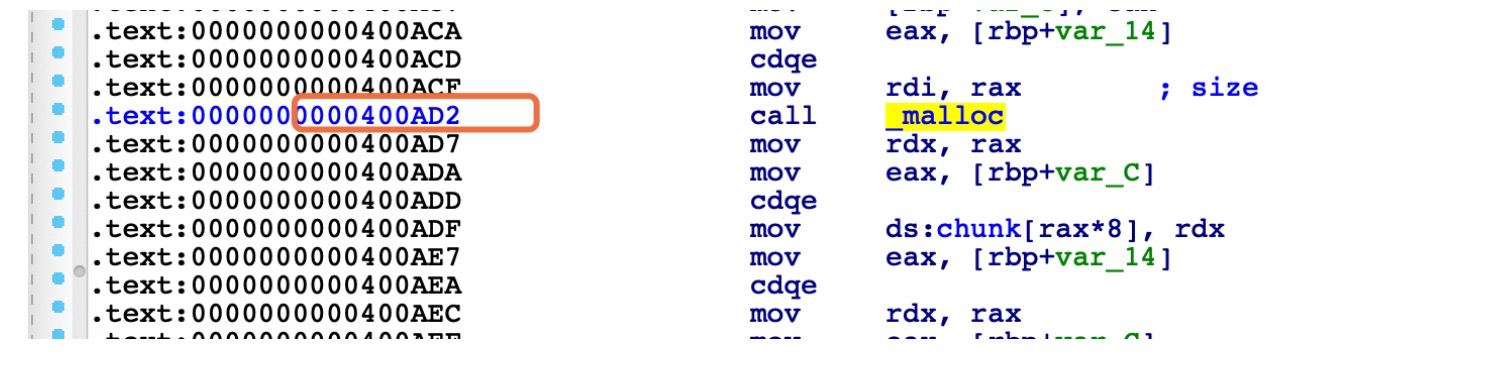 .text:0000000000400ACA mov eax, [rbp+var_14]
.text:0000000000400ACD cdqe
.text:0000000000400ACF mov rdi, rax ; size
.text:0000000000400AD2 call _malloc
.text:0000000000400AD7 mov rdx, rax
.text:0000000000400ADA mov eax, [rbp+var_C]
.text:0000000000400ADD cdqe
.text:0000000000400ADF mov ds:chunk[rax*8], rdx
.text:0000000000400AE7 mov eax, [rbp+var_14]
.text:0000000000400AEA cdqe
.text:0000000000400AEC mov rdx, rax